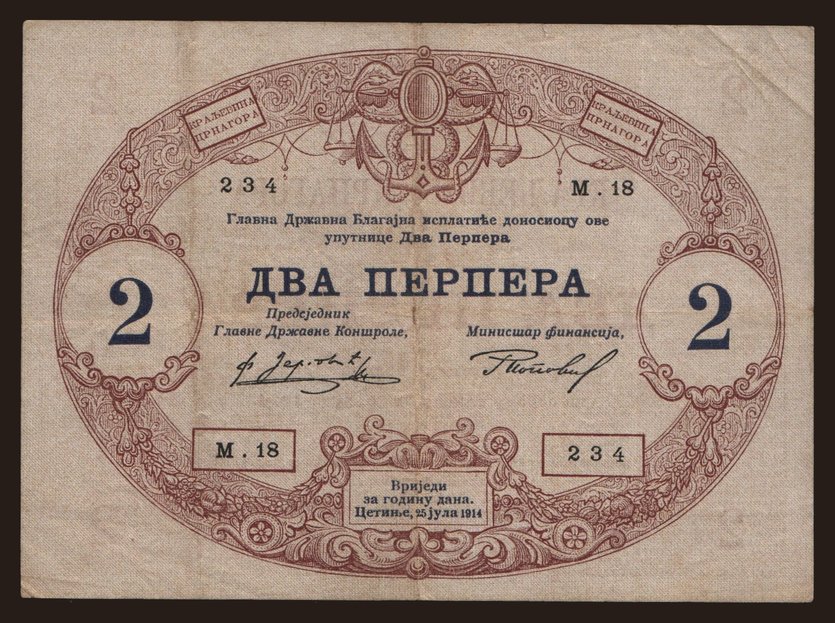 КРАЉЕВИНА
ЦРНАГОРА
КРАЉЕВИНА
ЦРНАГОРА
234 М.18
Главна Државна Благајна исплатиће доносиоцу ове
упутнице Два Перпера
2 ДВА ПЕРПЕРА 2
Предсједник
Главне Државне Контроле, Министар финансија,
М.18 234
Вриједи
за годину дана.
Цетиње, 25 јула 1914